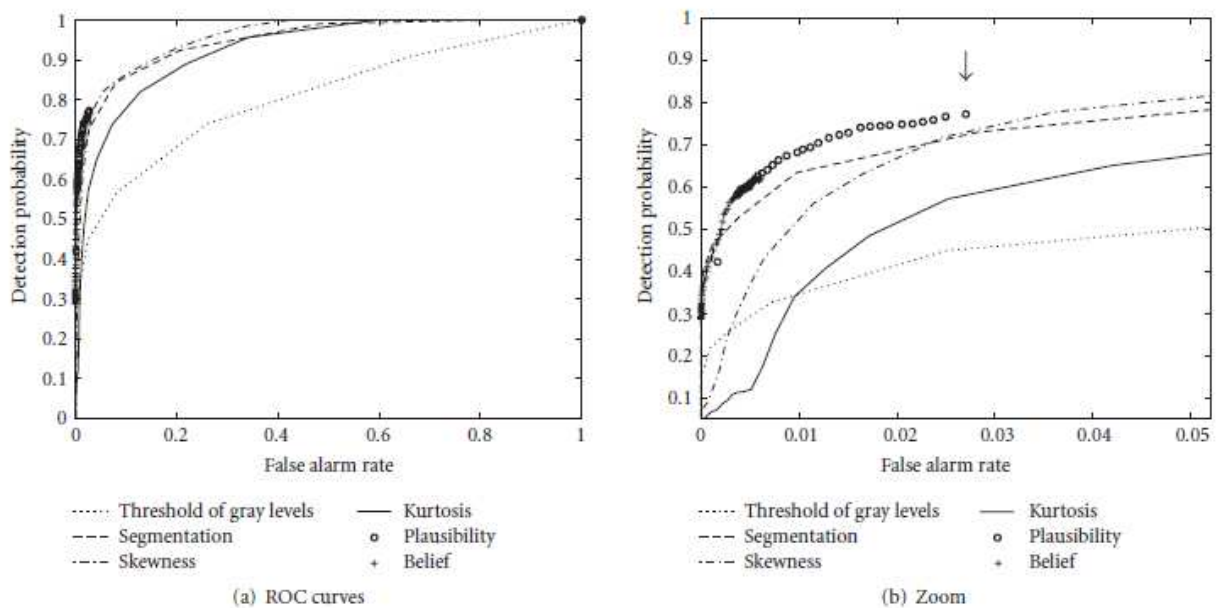 Detection probability
1
0.9
0.8
0.7
0.6
0.5
0.4
0.3
0.2
0.1
0
0 0.2 0.4 0.6 0.8 1
False alarm rate
Threshold of gray levels Kurtosis
Segmentation Plausibility
Skewness Belief
(a) ROC curves
Detection probability
1
0.9
0.8
0.7
0.6
0.5
0.4
0.3
0.2
0.1
0 0.01 0.02 0.03 0.04 0.05
False alarm rate
Threshold of gray levels Kurtosis
Segmentation Plausibility
Skewness Belief
(b) Zoom